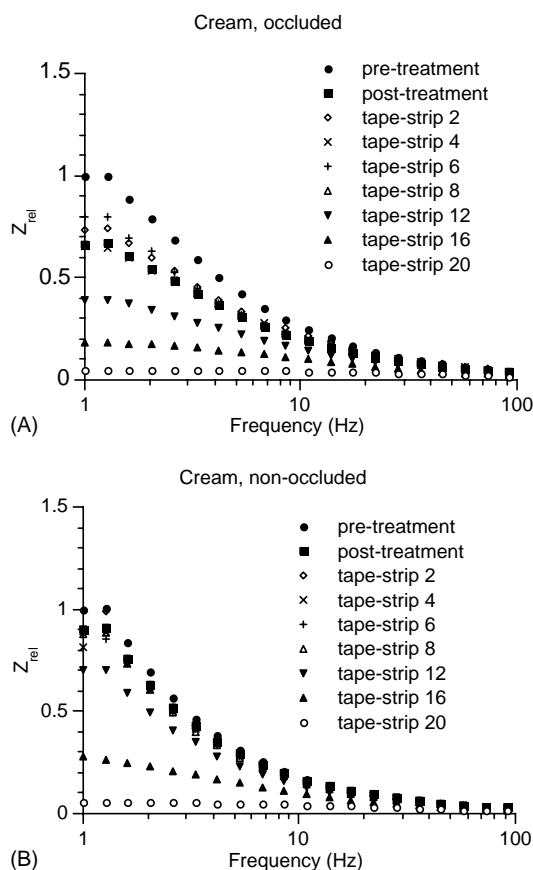 Cream, occluded
1.5
1
0.5
0
Z_rel
pre-treatment
post-treatment
tape-strip 2
tape-strip 4
tape-strip 6
tape-strip 8
tape-strip 12
tape-strip 16
tape-strip 20
1 10 100
(A) Frequency (Hz)
Cream, non-occluded
1.5
1
0.5
0
Z_rel
pre-treatment
post-treatment
tape-strip 2
tape-strip 4
tape-strip 6
tape-strip 8
tape-strip 12
tape-strip 16
tape-strip 20
1 10 100
(B) Frequency (Hz)